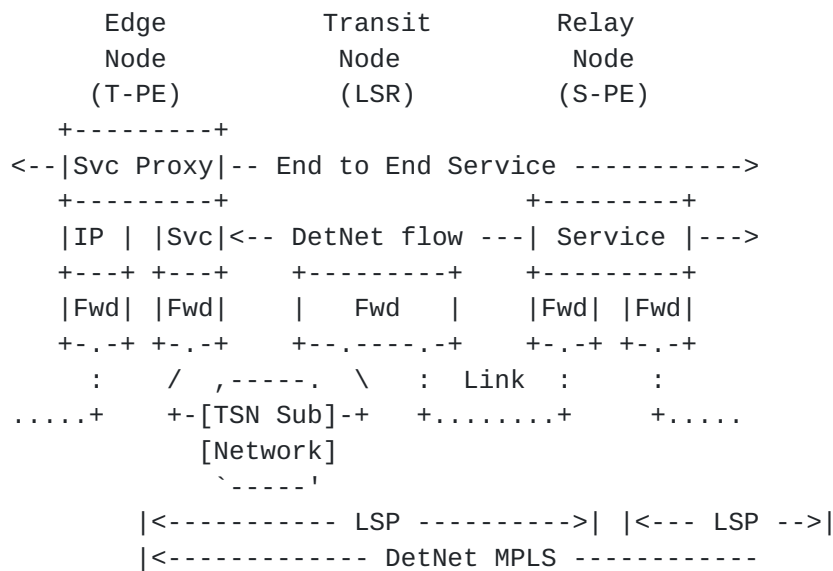 Edge          Transit         Relay
      Node           Node            Node
     (T-PE)          (LSR)          (S-PE)
   +---------+
<--|Svc Proxy|-- End to End Service ----------->
   +---------+                    +---------+
   |IP | |Svc|<-- DetNet flow ---| Service |--->
   +---+ +---+    +---------+    +---------+
   |Fwd| |Fwd|    |   Fwd   |    |Fwd| |Fwd|
   +-.-+ +-.-+    +--.----.-+    +-.-+ +-.-+
     :    /  ,-----.  \   :  Link  :     :
.....+    +-[TSN Sub]-+   +........+     +.....
            [Network]
             `-----'
        |<----------- LSP ---------->| |<--- LSP -->|
        |<------------- DetNet MPLS ------------